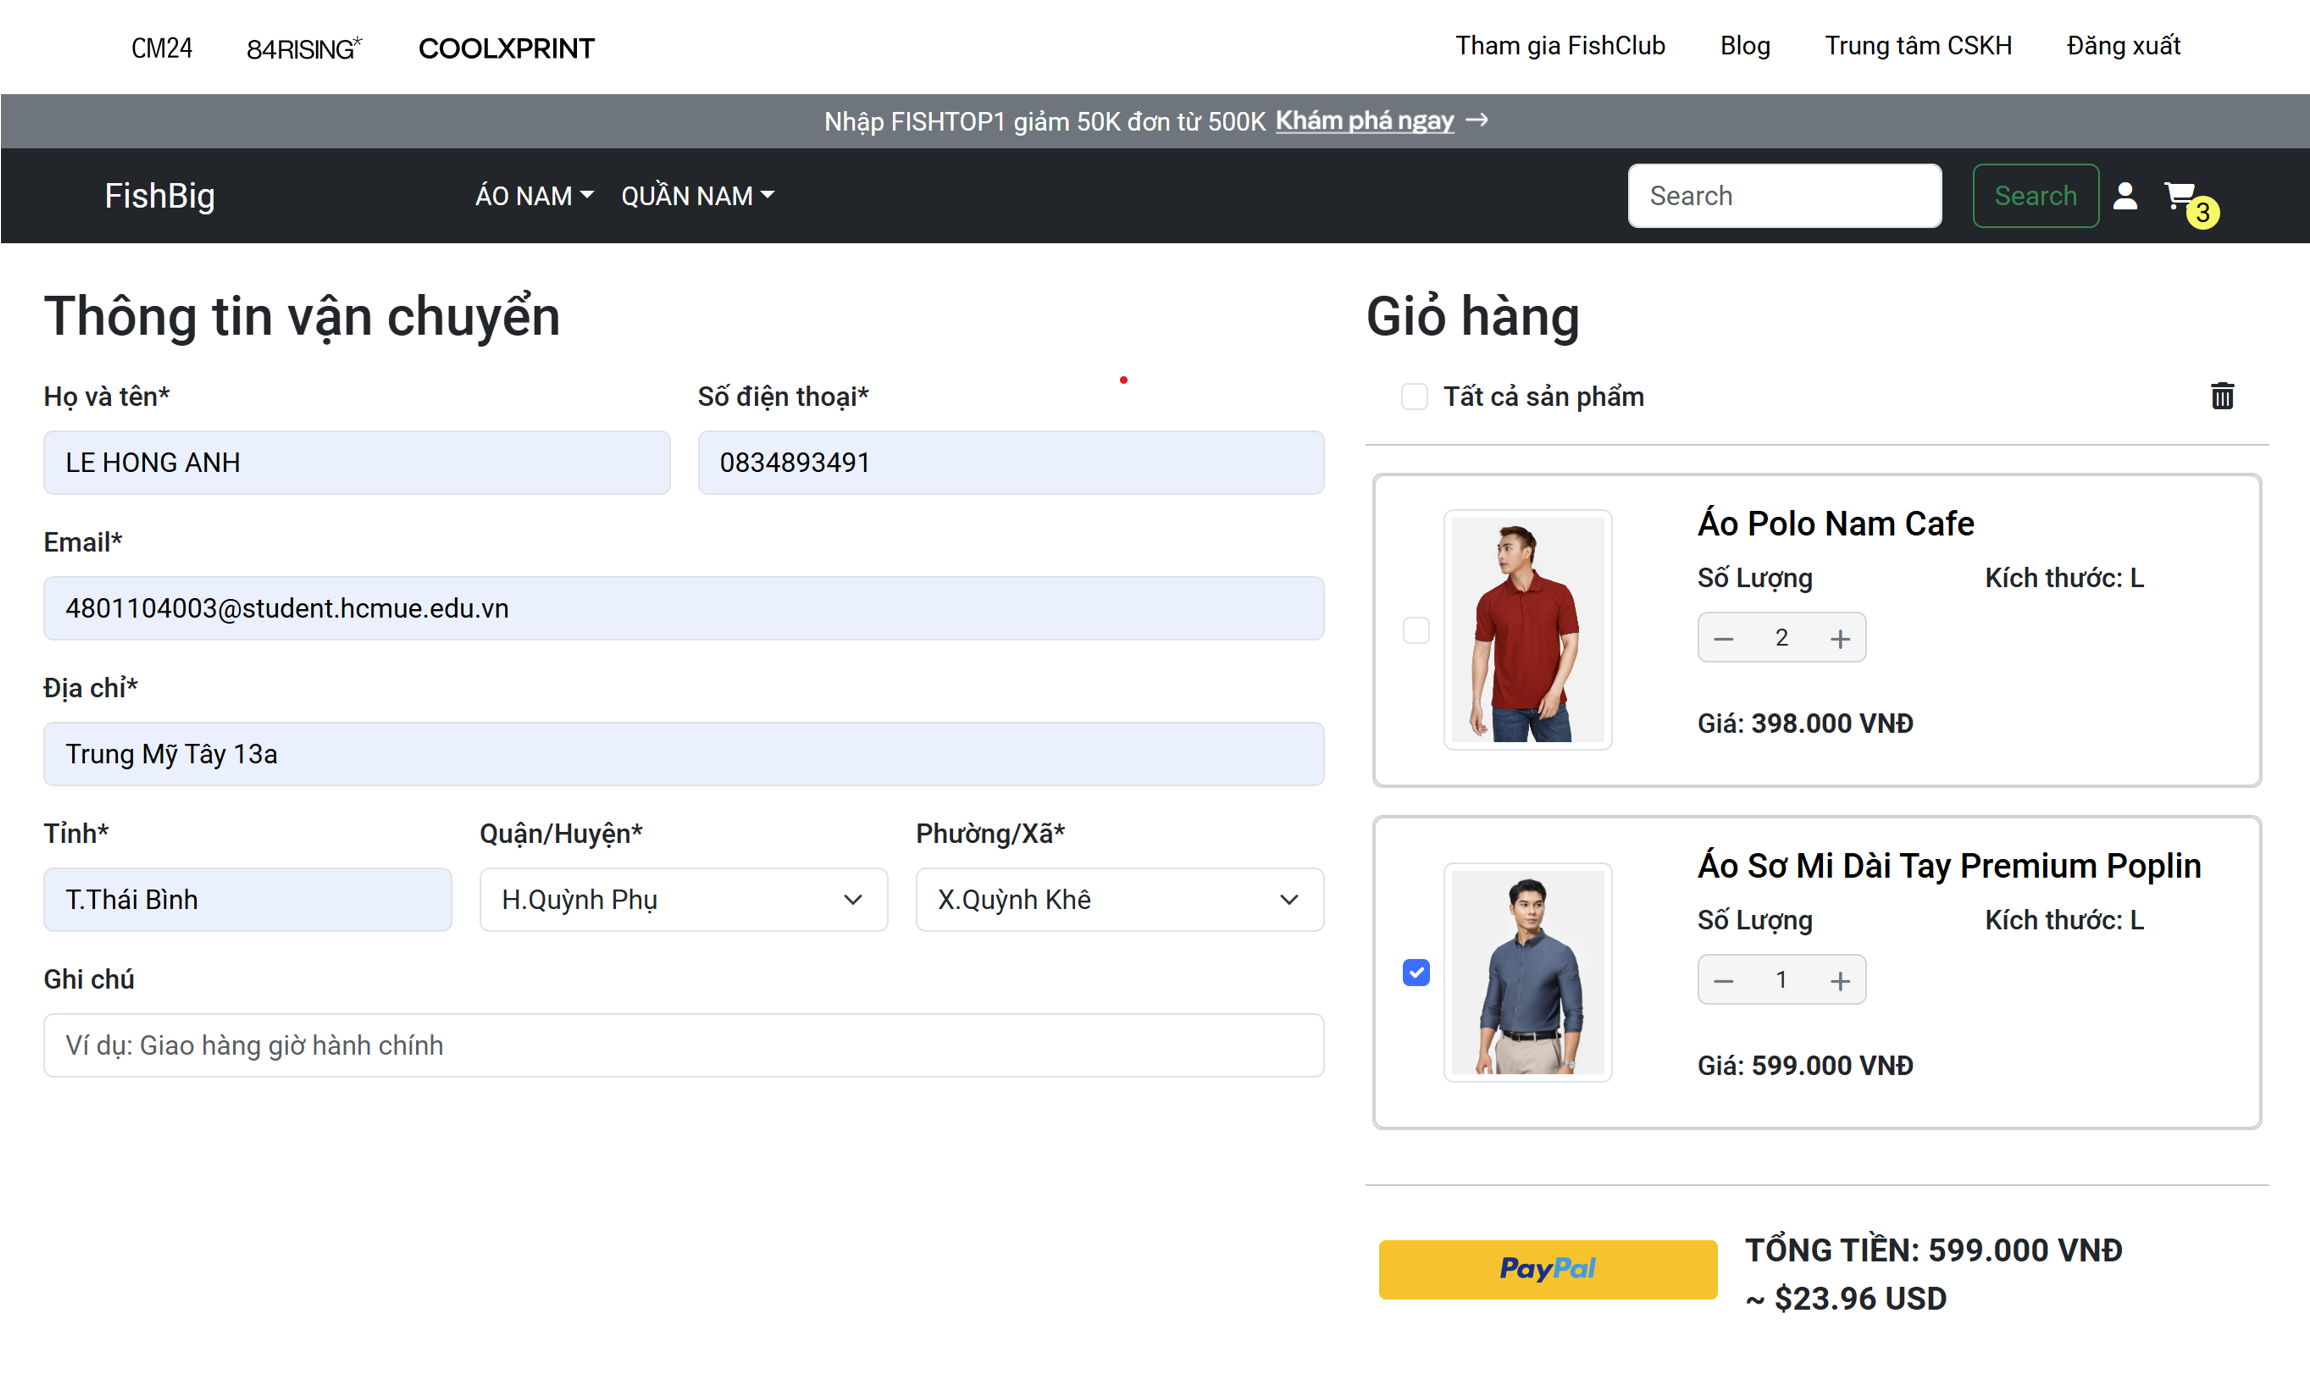 CM24 84RISING* COOLXPRINT Tham gia FishClub Blog Trung tâm CSKH Đăng xuất
Nhập FISHTOP1 giảm 50K đơn từ 500K Khám phá ngay →
FishBig ÁO NAM QUẦN NAM Search Search 3
Thông tin vận chuyển
Họ và tên* Số điện thoại*
LE HONG ANH 0834893491
Email*
4801104003@student.hcmue.edu.vn
Địa chỉ*
Trung Mỹ Tây 13a
Tỉnh* Quận/Huyện* Phường/Xã*
T.Thái Bình H.Quỳnh Phụ X.Quỳnh Khê
Ghi chú
Ví dụ: Giao hàng giờ hành chính
Giỏ hàng
Tất cả sản phẩm
Áo Polo Nam Cafe
Số Lượng Kích thước: L
− 2 +
Giá: 398.000 VNĐ
Áo Sơ Mi Dài Tay Premium Poplin
Số Lượng Kích thước: L
− 1 +
Giá: 599.000 VNĐ
PayPal
TỔNG TIỀN: 599.000 VNĐ
~ $23.96 USD